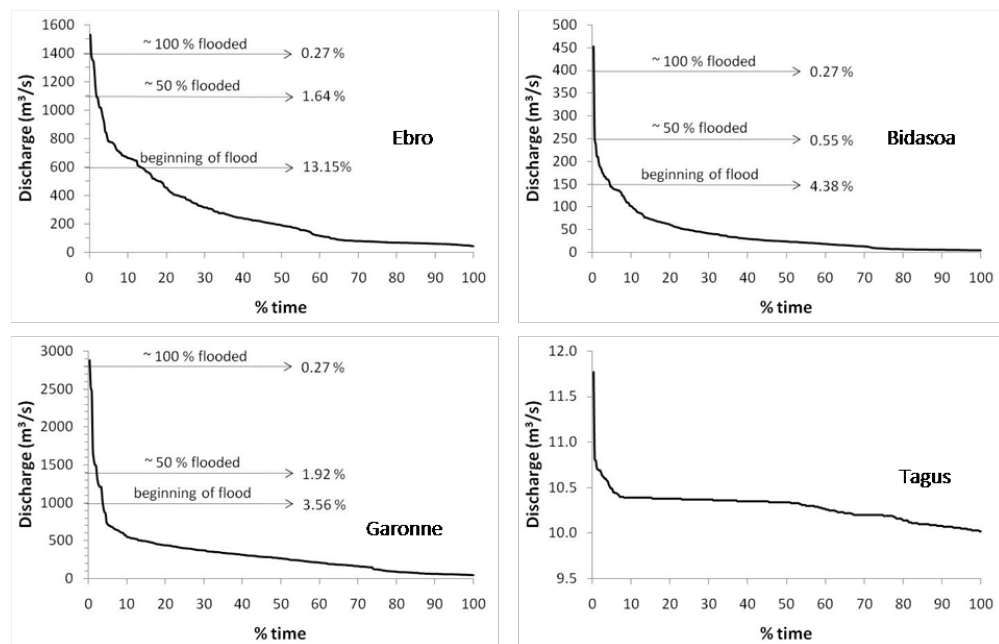 Discharge (m³/s)
1600
1400
1200
1000
800
600
400
200
0
~ 100 % flooded
0.27 %
~ 50 % flooded
1.64 %
beginning of flood
13.15%
Ebro
0 10 20 30 40 50 60 70 80 90 100
% time
Discharge (m³/s)
500
450
400
350
300
250
200
150
100
50
0
~ 100 % flooded
0.27 %
~ 50 % flooded
0.55 %
beginning of flood
4.38 %
Bidasoa
0 10 20 30 40 50 60 70 80 90 100
% time
Discharge (m³/s)
3000
2500
2000
1500
1000
500
0
~ 100 % flooded
0.27 %
~ 50 % flooded
1.92 %
beginning of flood
3.56 %
Garonne
0 10 20 30 40 50 60 70 80 90 100
% time
Discharge (m³/s)
12.0
11.5
11.0
10.5
10.0
9.5
Tagus
0 10 20 30 40 50 60 70 80 90 100
% time